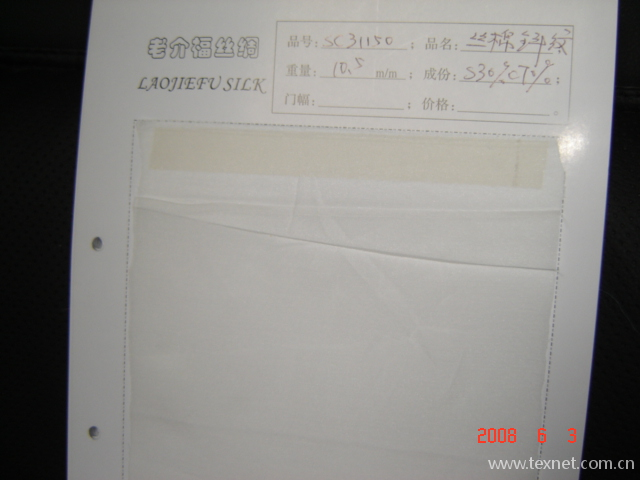 老介福丝绸
LAOJIEFU SILK
品号: SC31150 ; 品名: 丝棉斜纹
重量: 10.5 m/m ; 成份: S30%CT% ;
门幅: ; 价格: 。
2008 6 3
www.texnet.com.cn